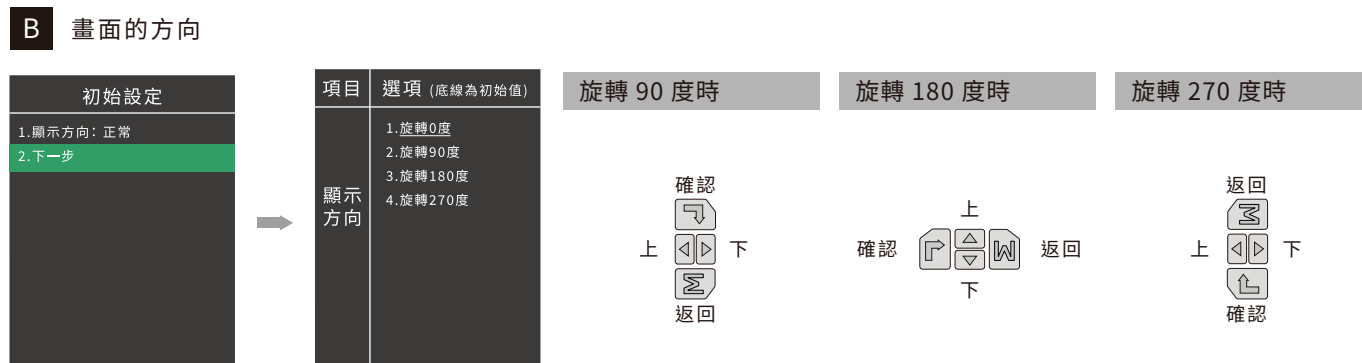 B 畫面的方向
初始設定
1.顯示方向：正常
2.下一步
項目 選項 (底線為初始值)
顯示
方向
1.旋轉0度
2.旋轉90度
3.旋轉180度
4.旋轉270度
旋轉 90 度時
確認
上 下
M
返回
旋轉 180 度時
上
確認 M 返回
下
旋轉 270 度時
返回
M
上 下
確認